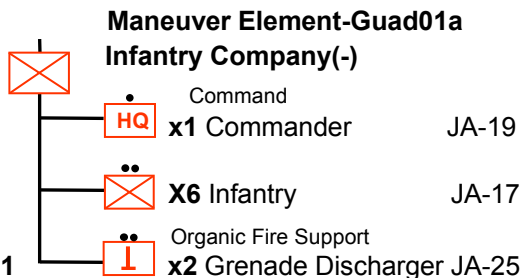 Maneuver Element-Guad01a
Infantry Company(-)
Command
HQ x1 Commander JA-19
X6 Infantry JA-17
Organic Fire Support
1 x2 Grenade Discharger JA-25